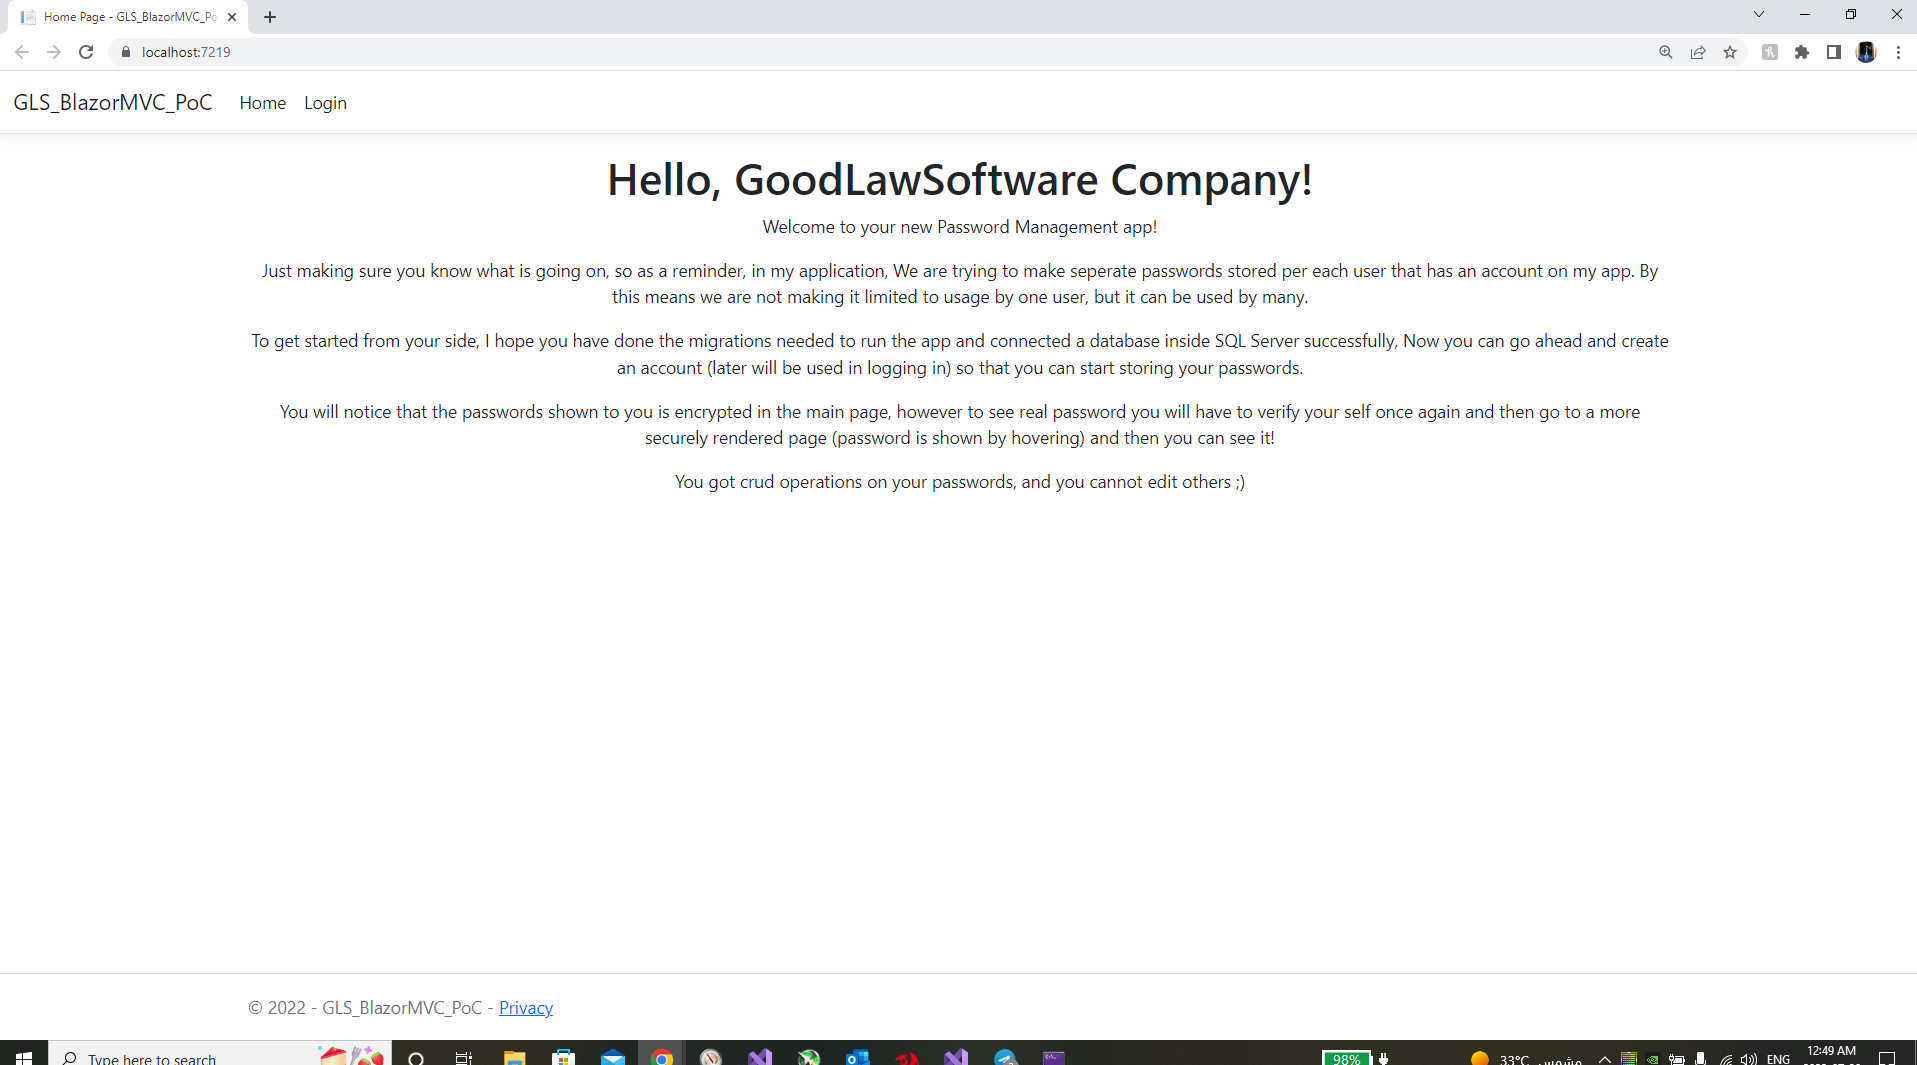 Home Page - GLS_BlazorMVC_Po
localhost:7219
GLS_BlazorMVC_PoC Home Login
Hello, GoodLawSoftware Company!
Welcome to your new Password Management app!
Just making sure you know what is going on, so as a reminder, in my application, We are trying to make seperate passwords stored per each user that has an account on my app. By
this means we are not making it limited to usage by one user, but it can be used by many.
To get started from your side, I hope you have done the migrations needed to run the app and connected a database inside SQL Server successfully, Now you can go ahead and create
an account (later will be used in logging in) so that you can start storing your passwords.
You will notice that the passwords shown to you is encrypted in the main page, however to see real password you will have to verify your self once again and then go to a more
securely rendered page (password is shown by hovering) and then you can see it!
You got crud operations on your passwords, and you cannot edit others ;)
© 2022 - GLS_BlazorMVC_PoC - Privacy
Type here to search
98%
33°C
ENG
12:49 AM